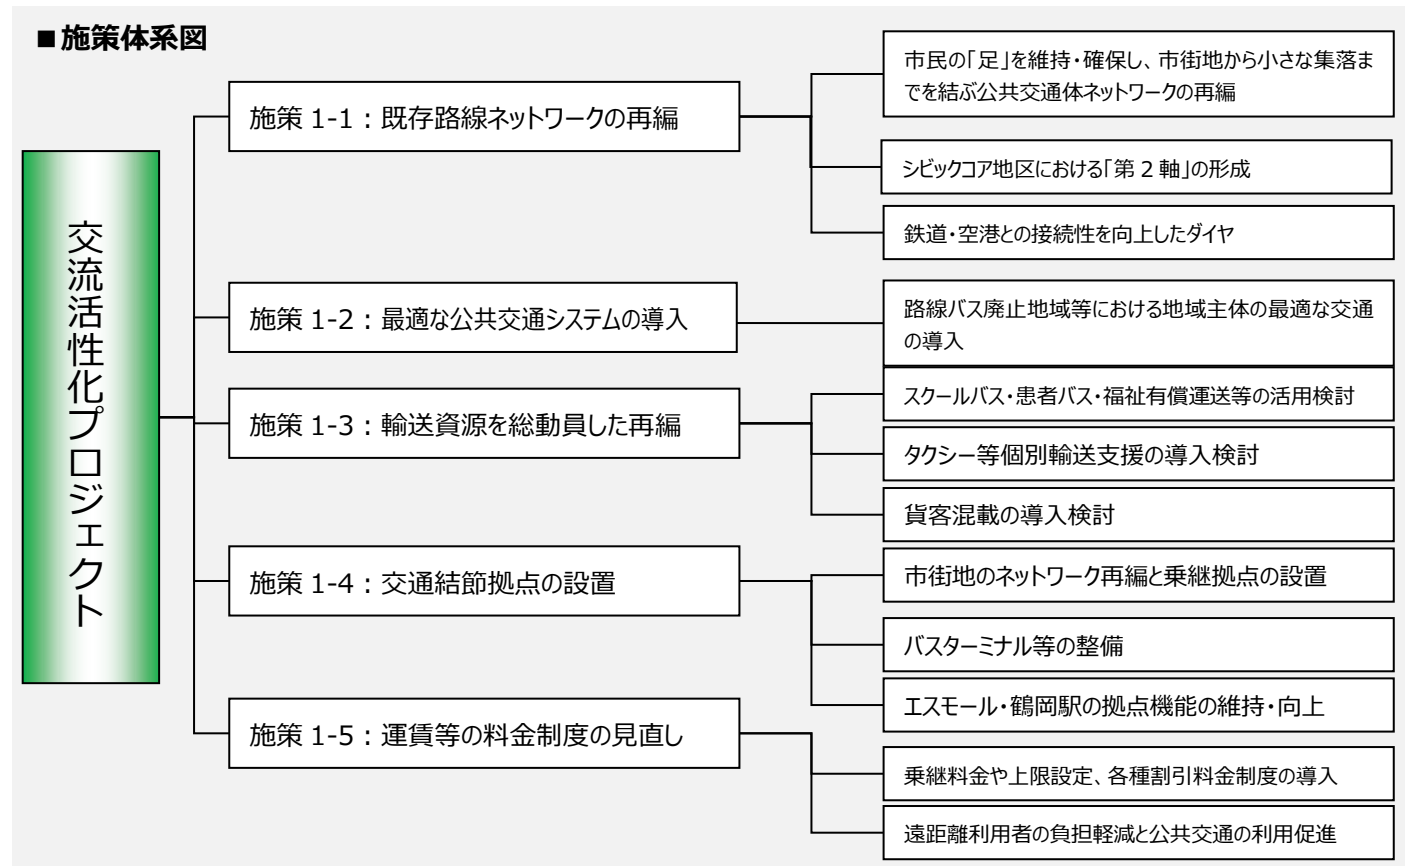 ■施策体系図
交流活性化プロジェクト
施策 1-1：既存路線ネットワークの再編
市民の「足」を維持・確保し、市街地から小さな集落ま
でを結ぶ公共交通体ネットワークの再編
シビックコア地区における「第 2 軸」の形成
鉄道・空港との接続性を向上したダイヤ
施策 1-2：最適な公共交通システムの導入
路線バス廃止地域等における地域主体の最適な交通
の導入
施策 1-3：輸送資源を総動員した再編
スクールバス・患者バス・福祉有償運送等の活用検討
タクシー等個別輸送支援の導入検討
貨客混載の導入検討
施策 1-4：交通結節拠点の設置
市街地のネットワーク再編と乗継拠点の設置
バスターミナル等の整備
エスモール・鶴岡駅の拠点機能の維持・向上
施策 1-5：運賃等の料金制度の見直し
乗継料金や上限設定、各種割引料金制度の導入
遠距離利用者の負担軽減と公共交通の利用促進